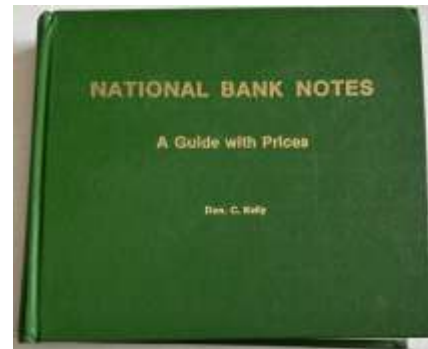 NATIONAL BANK NOTES
A Guide with Prices
Don. C. Kelly